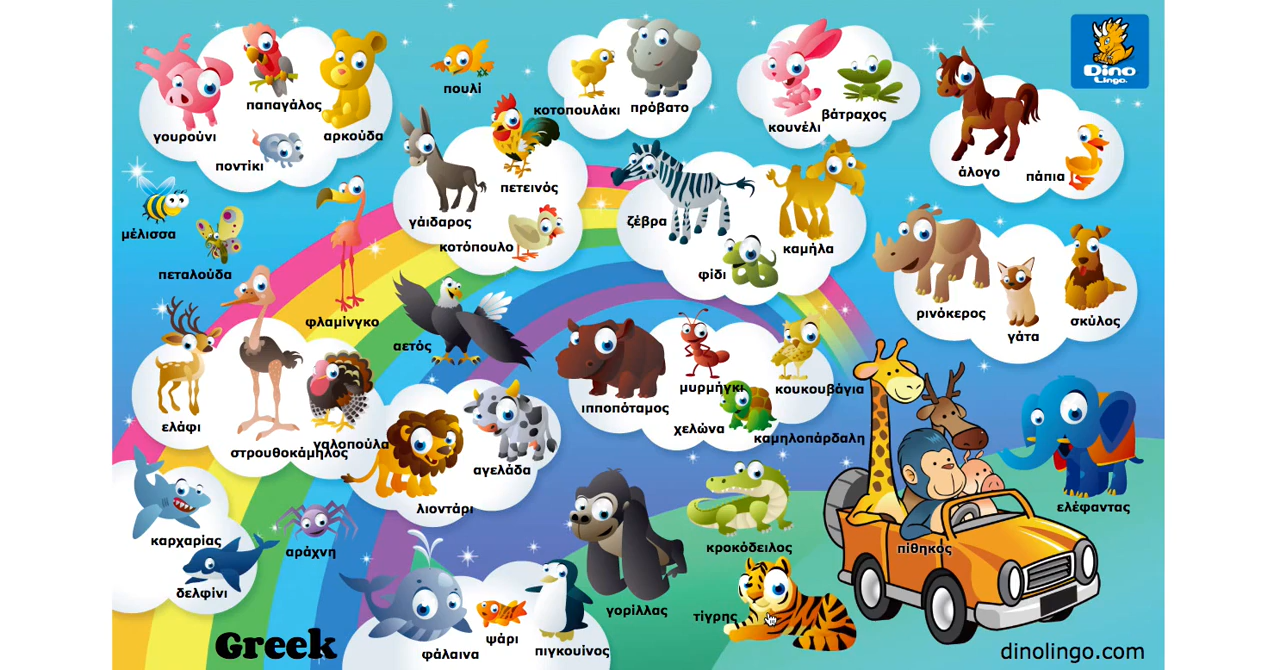 Dino
Lingo.
πουλί
παπαγάλος
κοτοπουλάκι
πρόβατο
βάτραχος
κουνέλι
γουρούνι
αρκούδα
ποντίκι
άλογο
πάπια
πετεινός
μέλισσα
γάιδαρος
ζέβρα
κοτόπουλο
καμήλα
πεταλούδα
φίδι
φλαμίνγκο
ρινόκερος
σκύλος
γάτα
αετός
μυρμήγκι
κουκουβάγια
ιπποπόταμος
ελάφι
χελώνα
καμηλοπάρδαλη
γαλοπούλα
στρουθοκάμηλος
αγελάδα
λιοντάρι
ελέφαντας
καρχαρίας
αράχνη
κροκόδειλος
πίθηκος
δελφίνι
γορίλλας
τίγρης
ψάρι
φάλαινα
πιγκουίνος
Greek
dinolingo.com